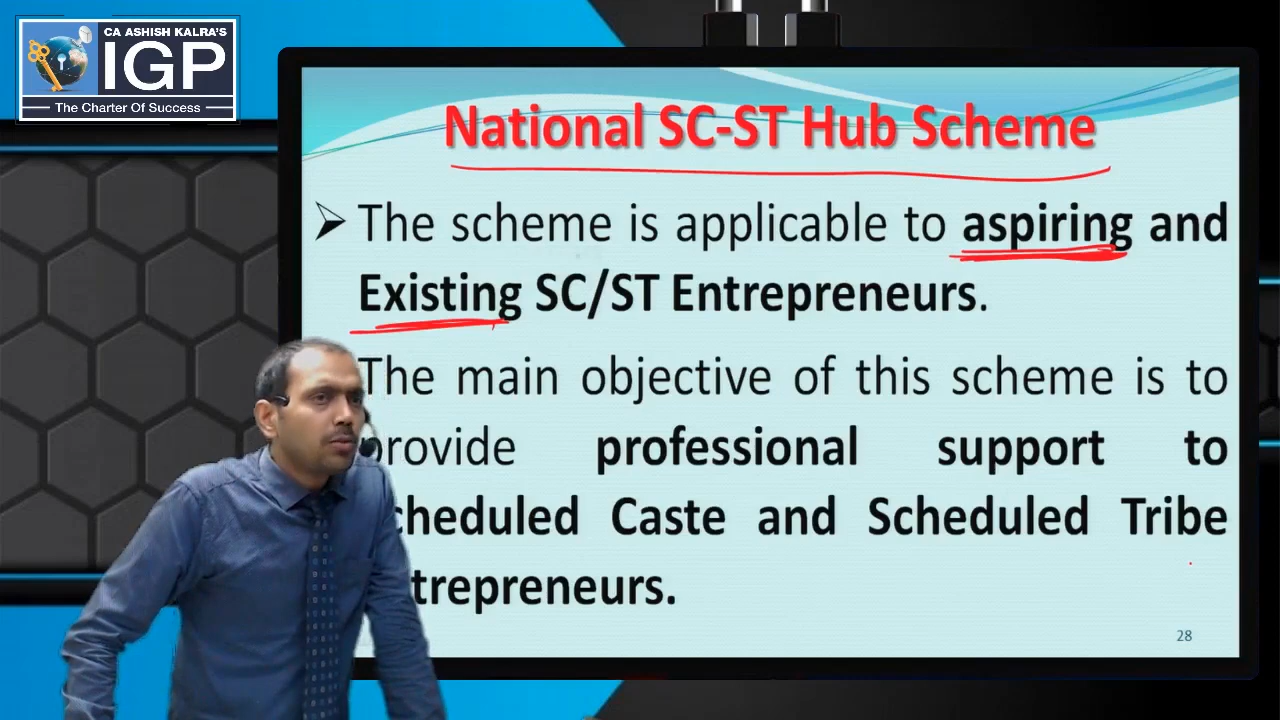 CA ASHISH KALRA'S
IGP
The Charter Of Success
National SC-ST Hub Scheme
The scheme is applicable to aspiring and
Existing SC/ST Entrepreneurs.
The main objective of this scheme is to
provide professional support to
cheduled Caste and Scheduled Tribe
trepreneurs.
28